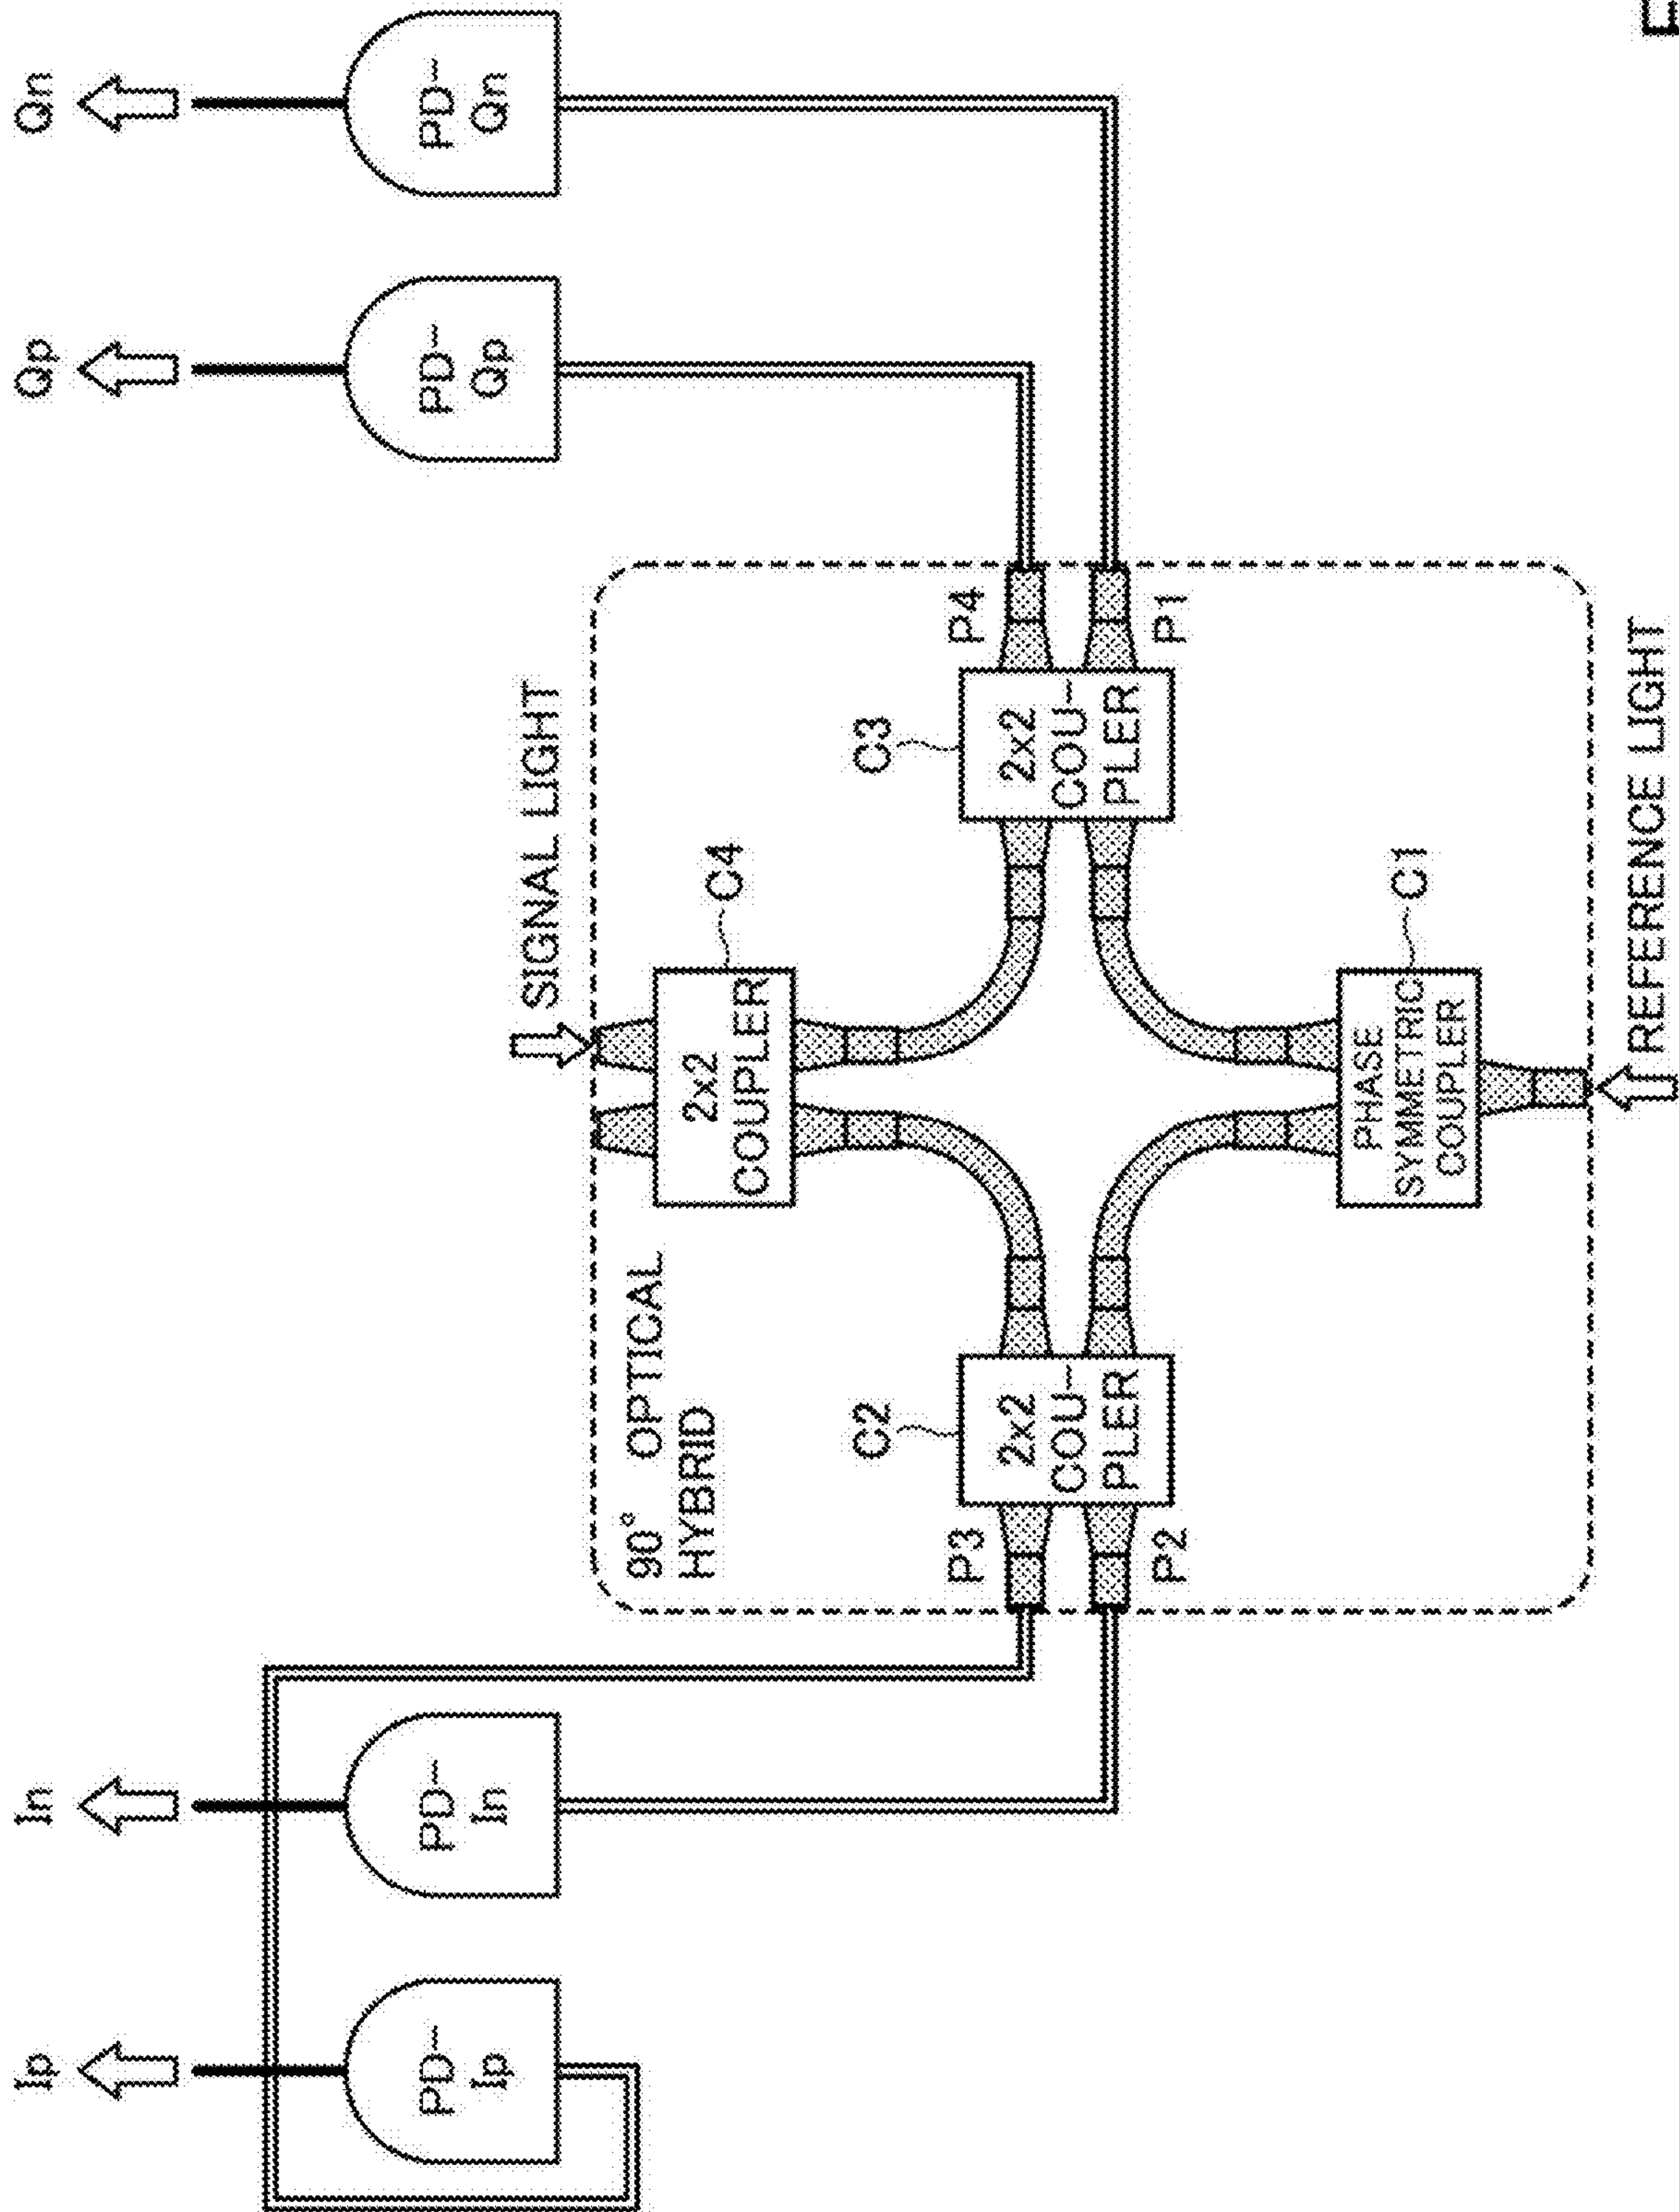 Ip
In
Qp
Qn
PD-
Ip
PD-
In
PD-
Qp
PD-
Qn
90° OPTICAL
HYBRID
SIGNAL LIGHT
2x2
COUPLER
C4
C2
C3
P3
P4
2x2
COU-
PLER
2x2
COU-
PLER
P2
P1
PHASE
SYMMETRIC
COUPLER
C1
REFERENCE LIGHT